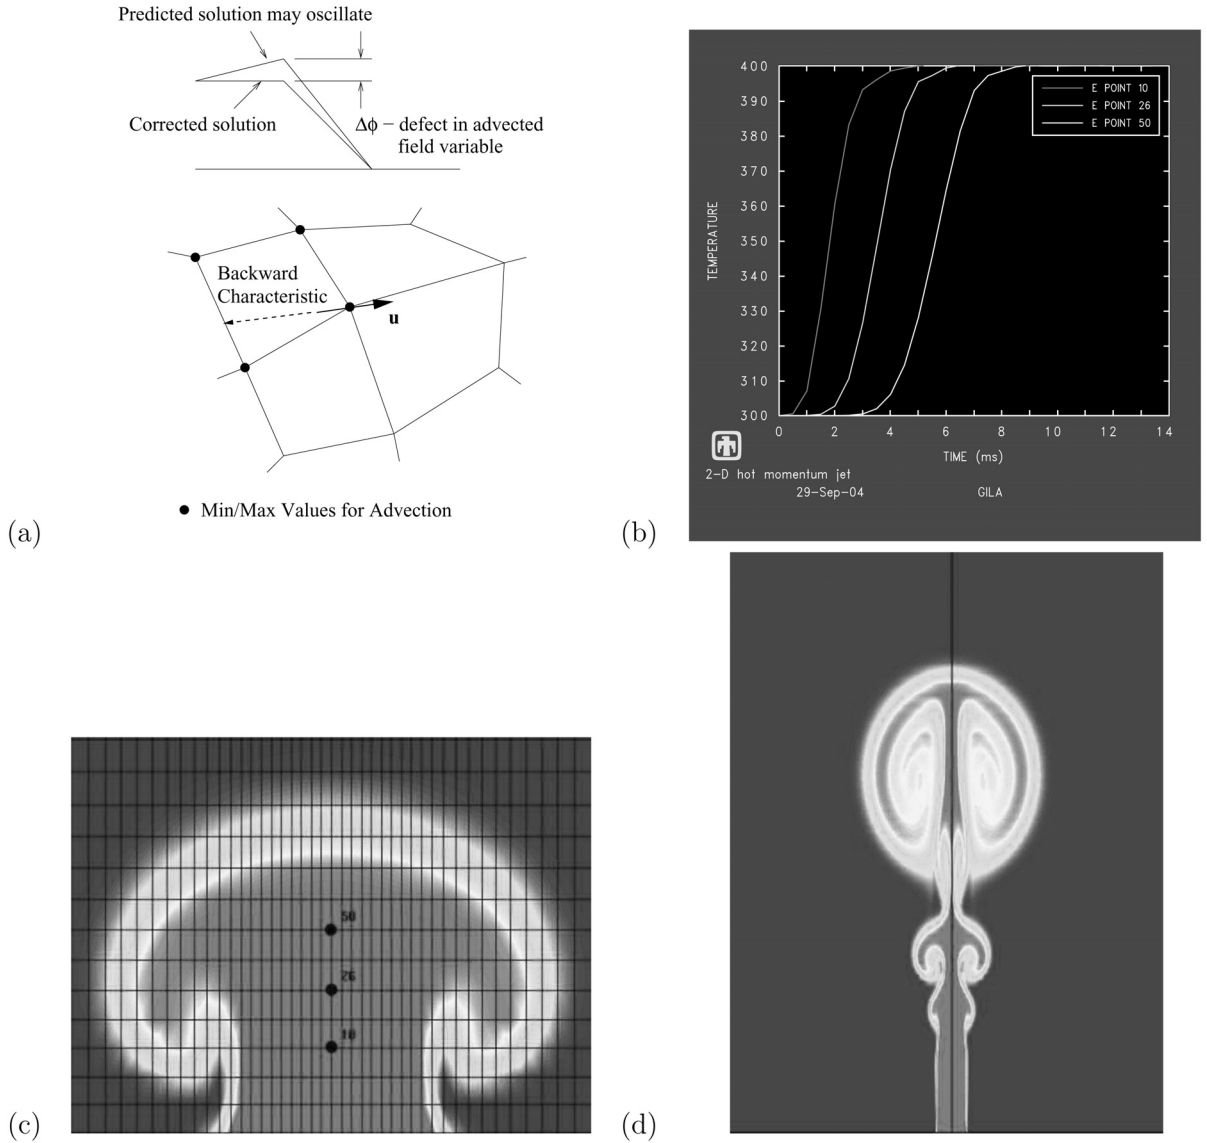 Predicted solution may oscillate
Corrected solution
Δϕ − defect in advected
field variable
Backward
Characteristic
u
● Min/Max Values for Advection
(a)
TEMPERATURE
400
390
380
370
360
350
340
330
320
310
300
0 2 4 6 8 10 12 14
TIME (ms)
E POINT 10
E POINT 26
E POINT 50
2-D hot momentum jet
29-Sep-04 GILA
(b)
50
26
10
(c)
(d)